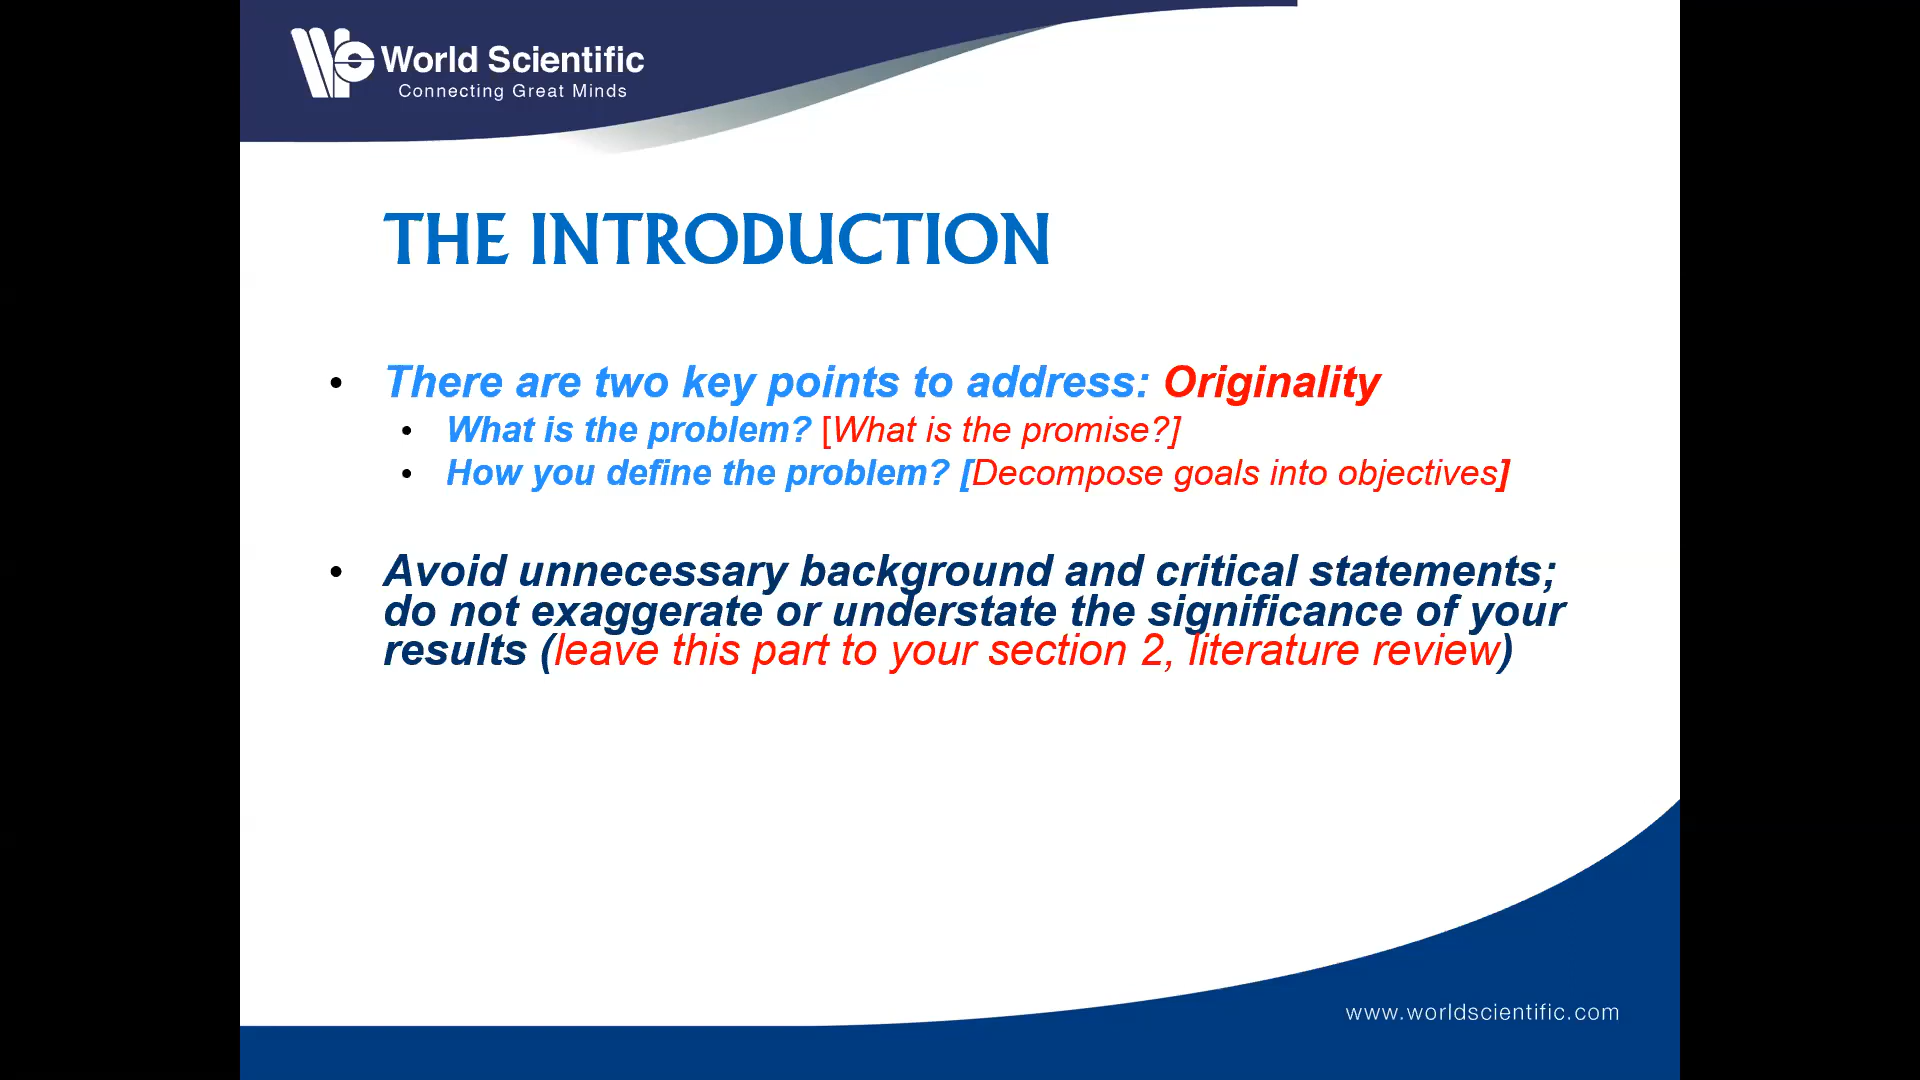 World Scientific
Connecting Great Minds
THE INTRODUCTION
• There are two key points to address: Originality
• What is the problem? [What is the promise?]
• How you define the problem? [Decompose goals into objectives]
• Avoid unnecessary background and critical statements;
do not exaggerate or understate the significance of your
results (leave this part to your section 2, literature review)
www.worldscientific.com